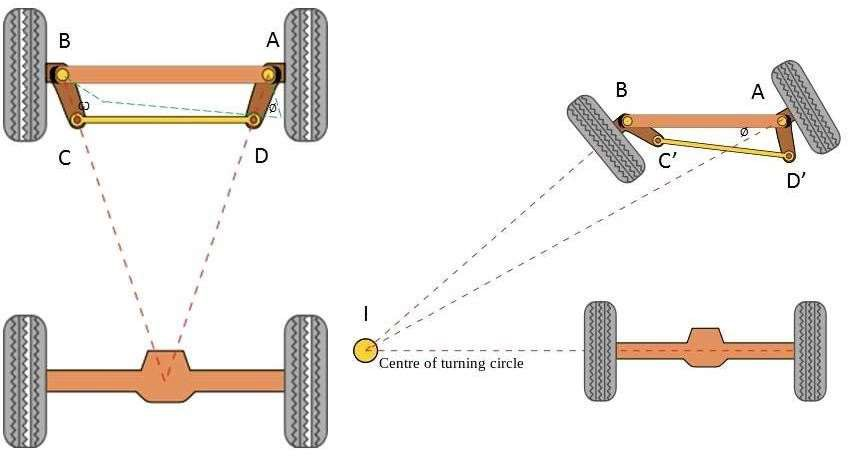 B
A
ω
ø
C
D
B
A
ø
C’
D’
I
Centre of turning circle